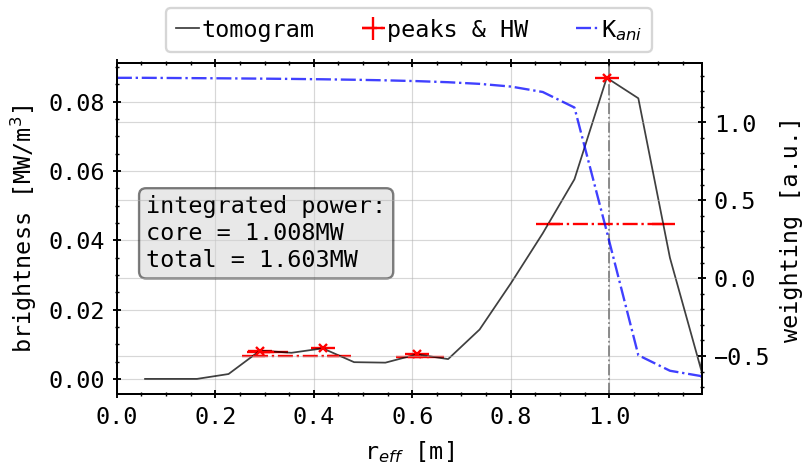 tomogram peaks & HW K_ani
brightness [MW/m³]
0.08
0.06
0.04
0.02
0.00
integrated power:
core = 1.008MW
total = 1.603MW
1.0
0.5
0.0
−0.5
weighting [a.u.]
0.0 0.2 0.4 0.6 0.8 1.0
r_eff [m]